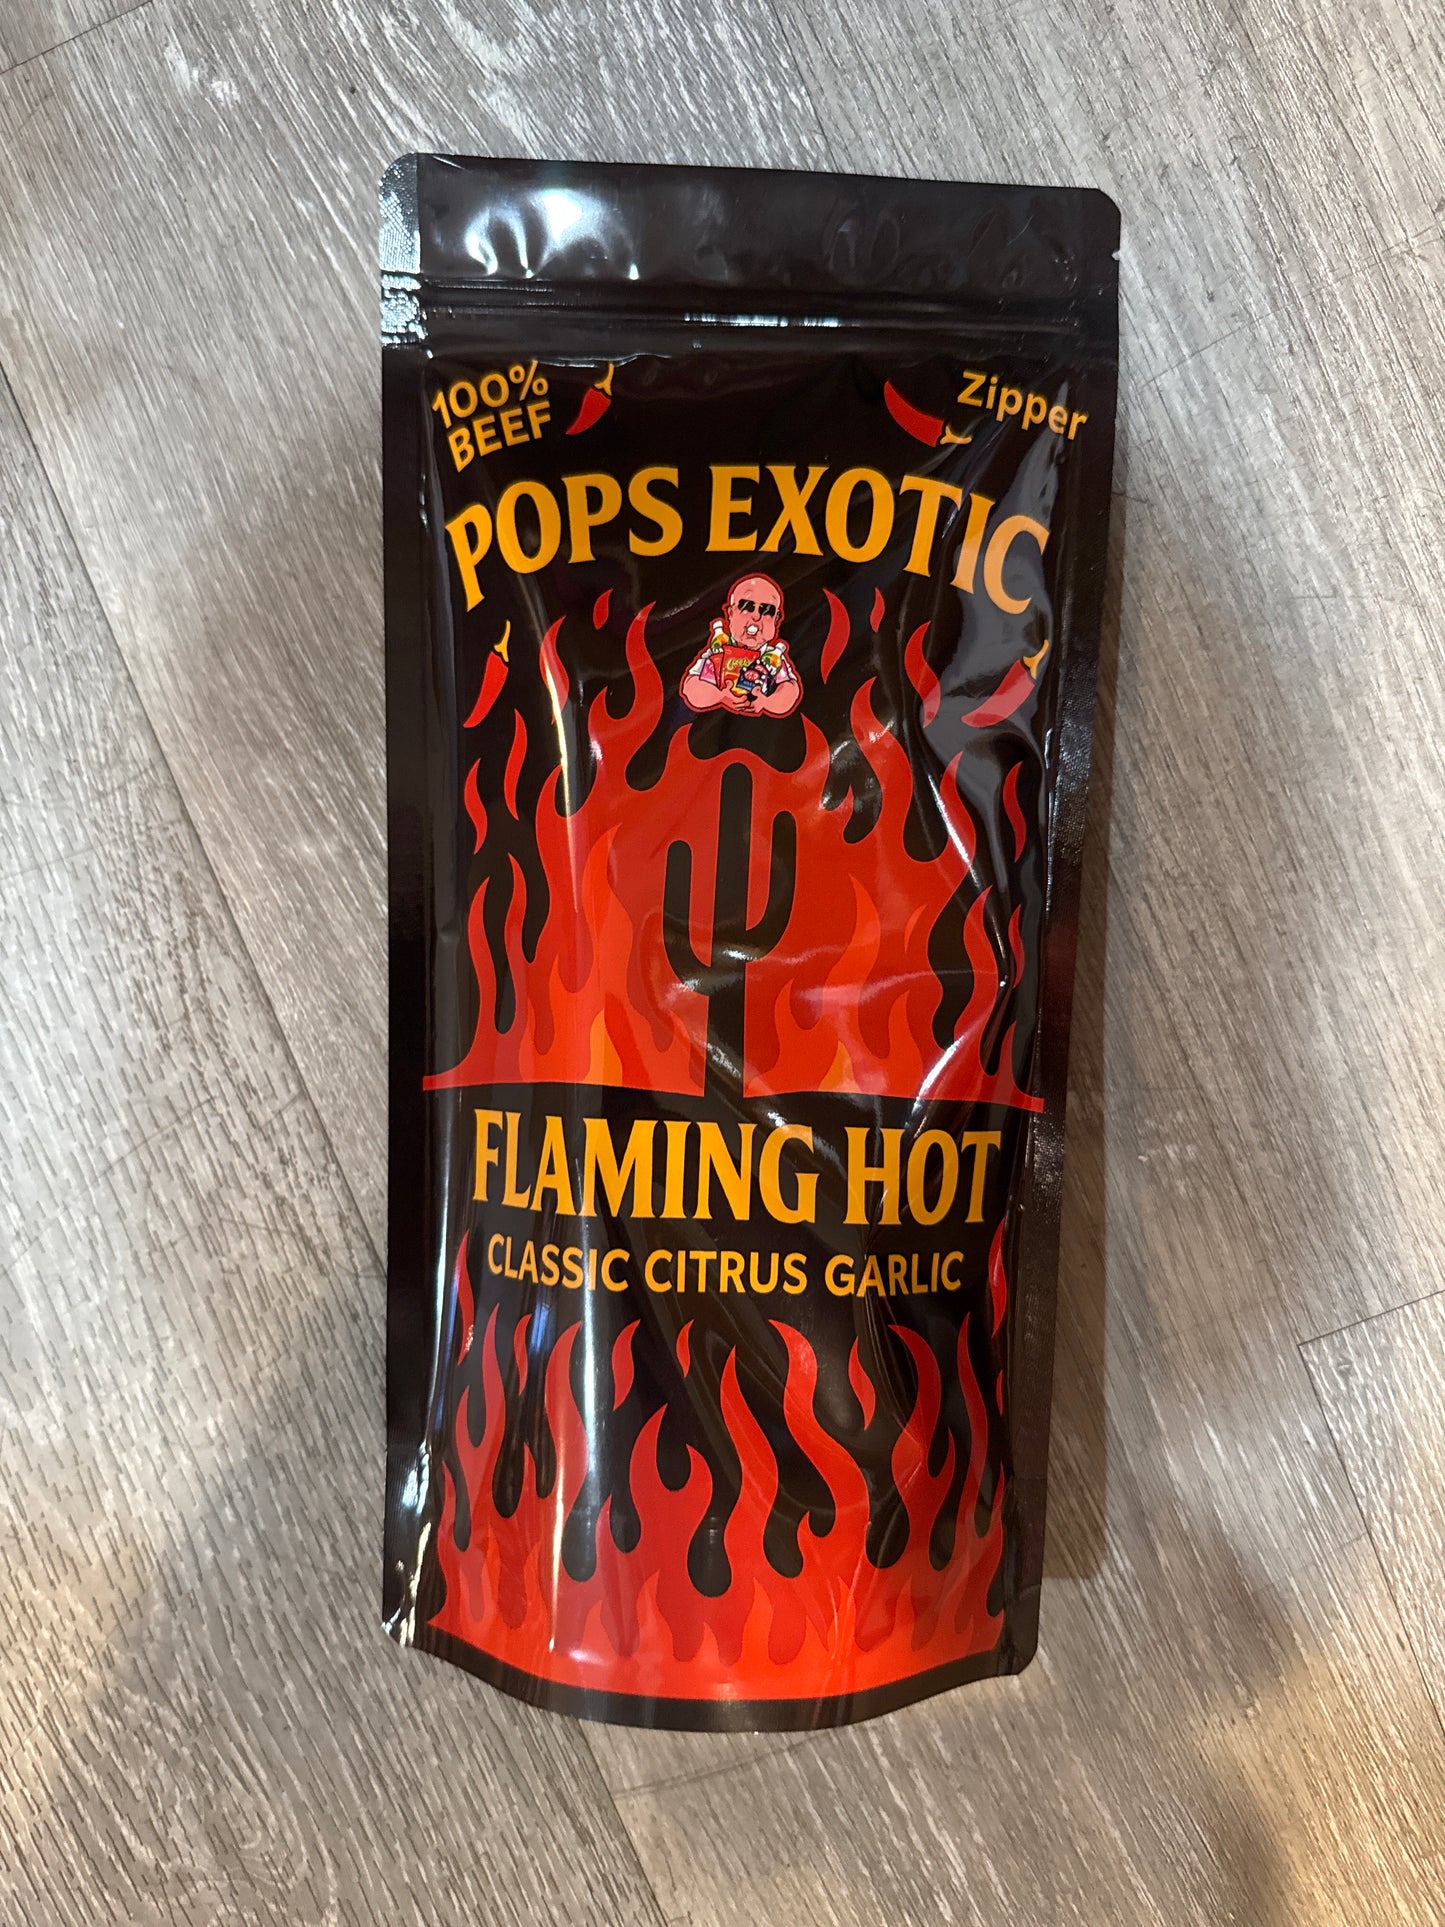 100%
BEEF
Zipper
POPS EXOTIC
FLAMING HOT
CLASSIC CITRUS GARLIC